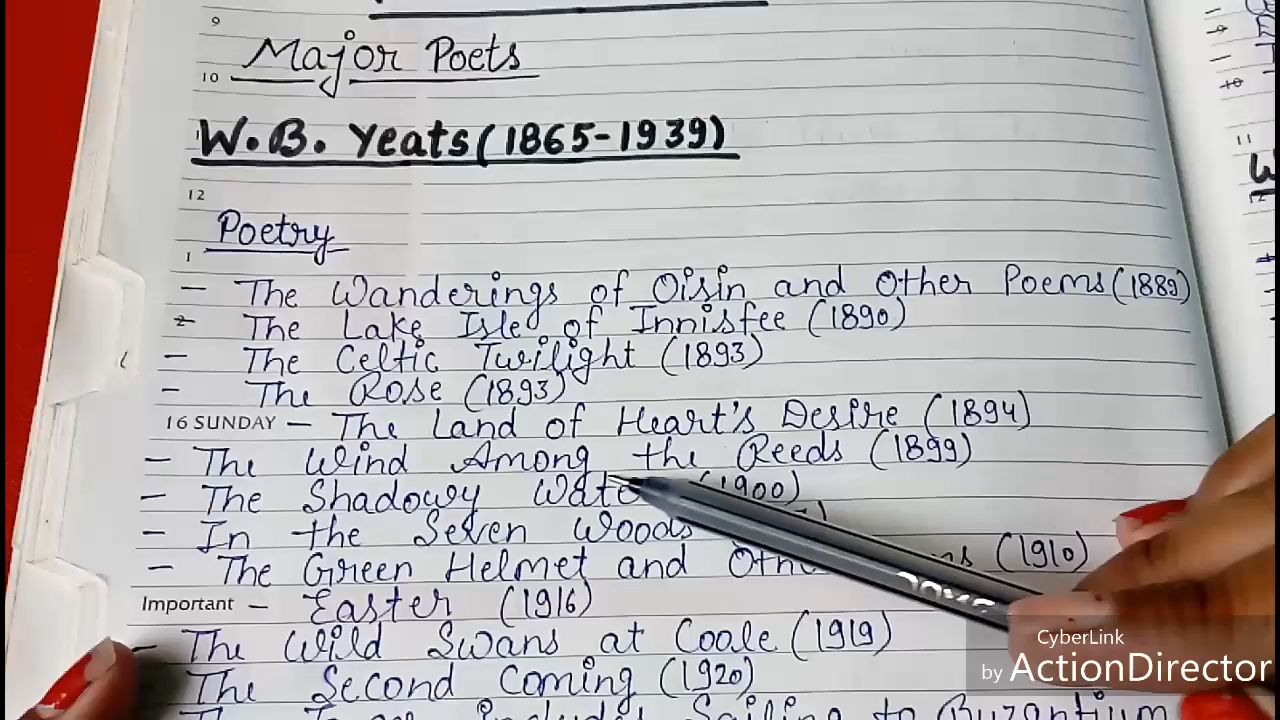 9
Major Poets
10
W.B. Yeats (1865-1939)
12
Poetry
1
- The Wanderings of Oisin and Other Poems (1889)
2 The Lake Isle of Innisfee (1890)
- The Celtic Twilight (1893)
- The Rose (1893)
16 SUNDAY - The Land of Heart's Desire (1894)
- The Wind Among the Reeds (1899)
- The Shadowy (1900)
- In the Seven Woods
- The Green Helmet and (1910)
Important - Easter (1916)
- The Wild Swans at Coole (1919)
The Second Coming (1920)
includes Sailing to Byzantium
11
CyberLink
by ActionDirector